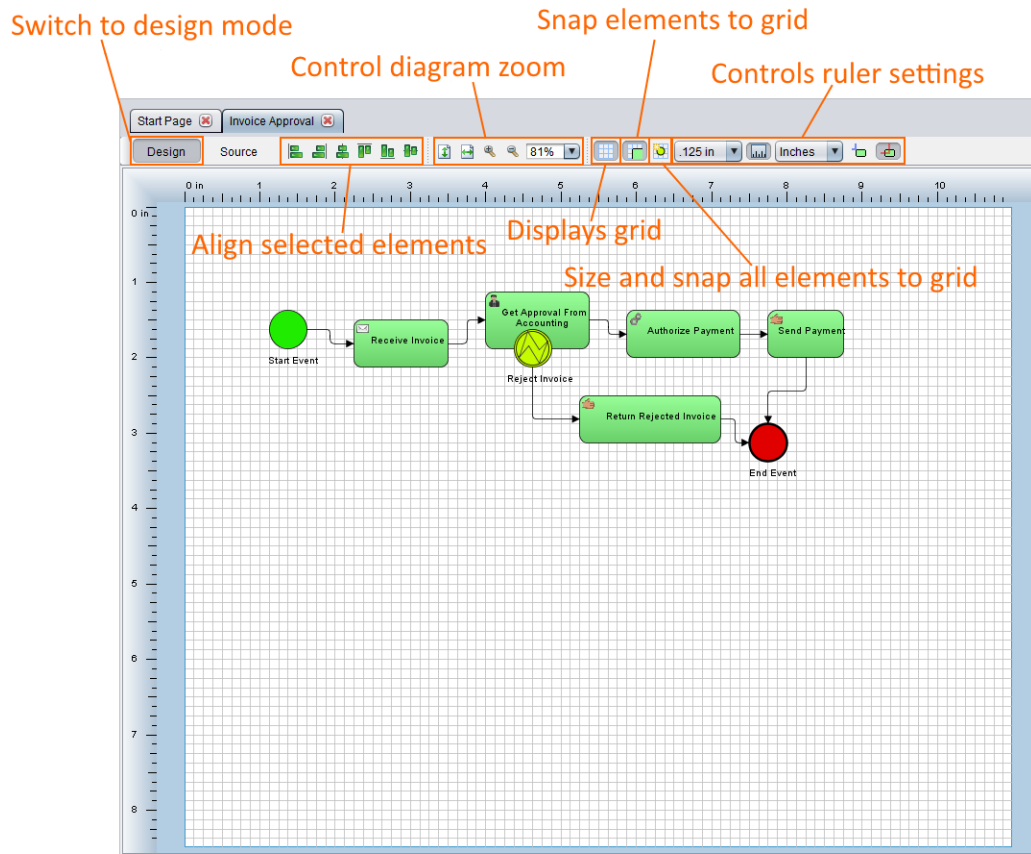 Snap elements to grid
Switch to design mode
Control diagram zoom
Controls ruler settings
Start Page
Invoice Approval
Design
Source
81%
.125 in
Inches
0 in 1 2 3 4 5 6 7 8 9 10
0 in
Align selected elements
Displays grid
Size and snap all elements to grid
1
Get Approval From
Accounting
Receive Invoice
Authorize Payment
Send Payment
Start Event
2
Reject Invoice
Return Rejected Invoice
3
End Event
4
5
6
7
8